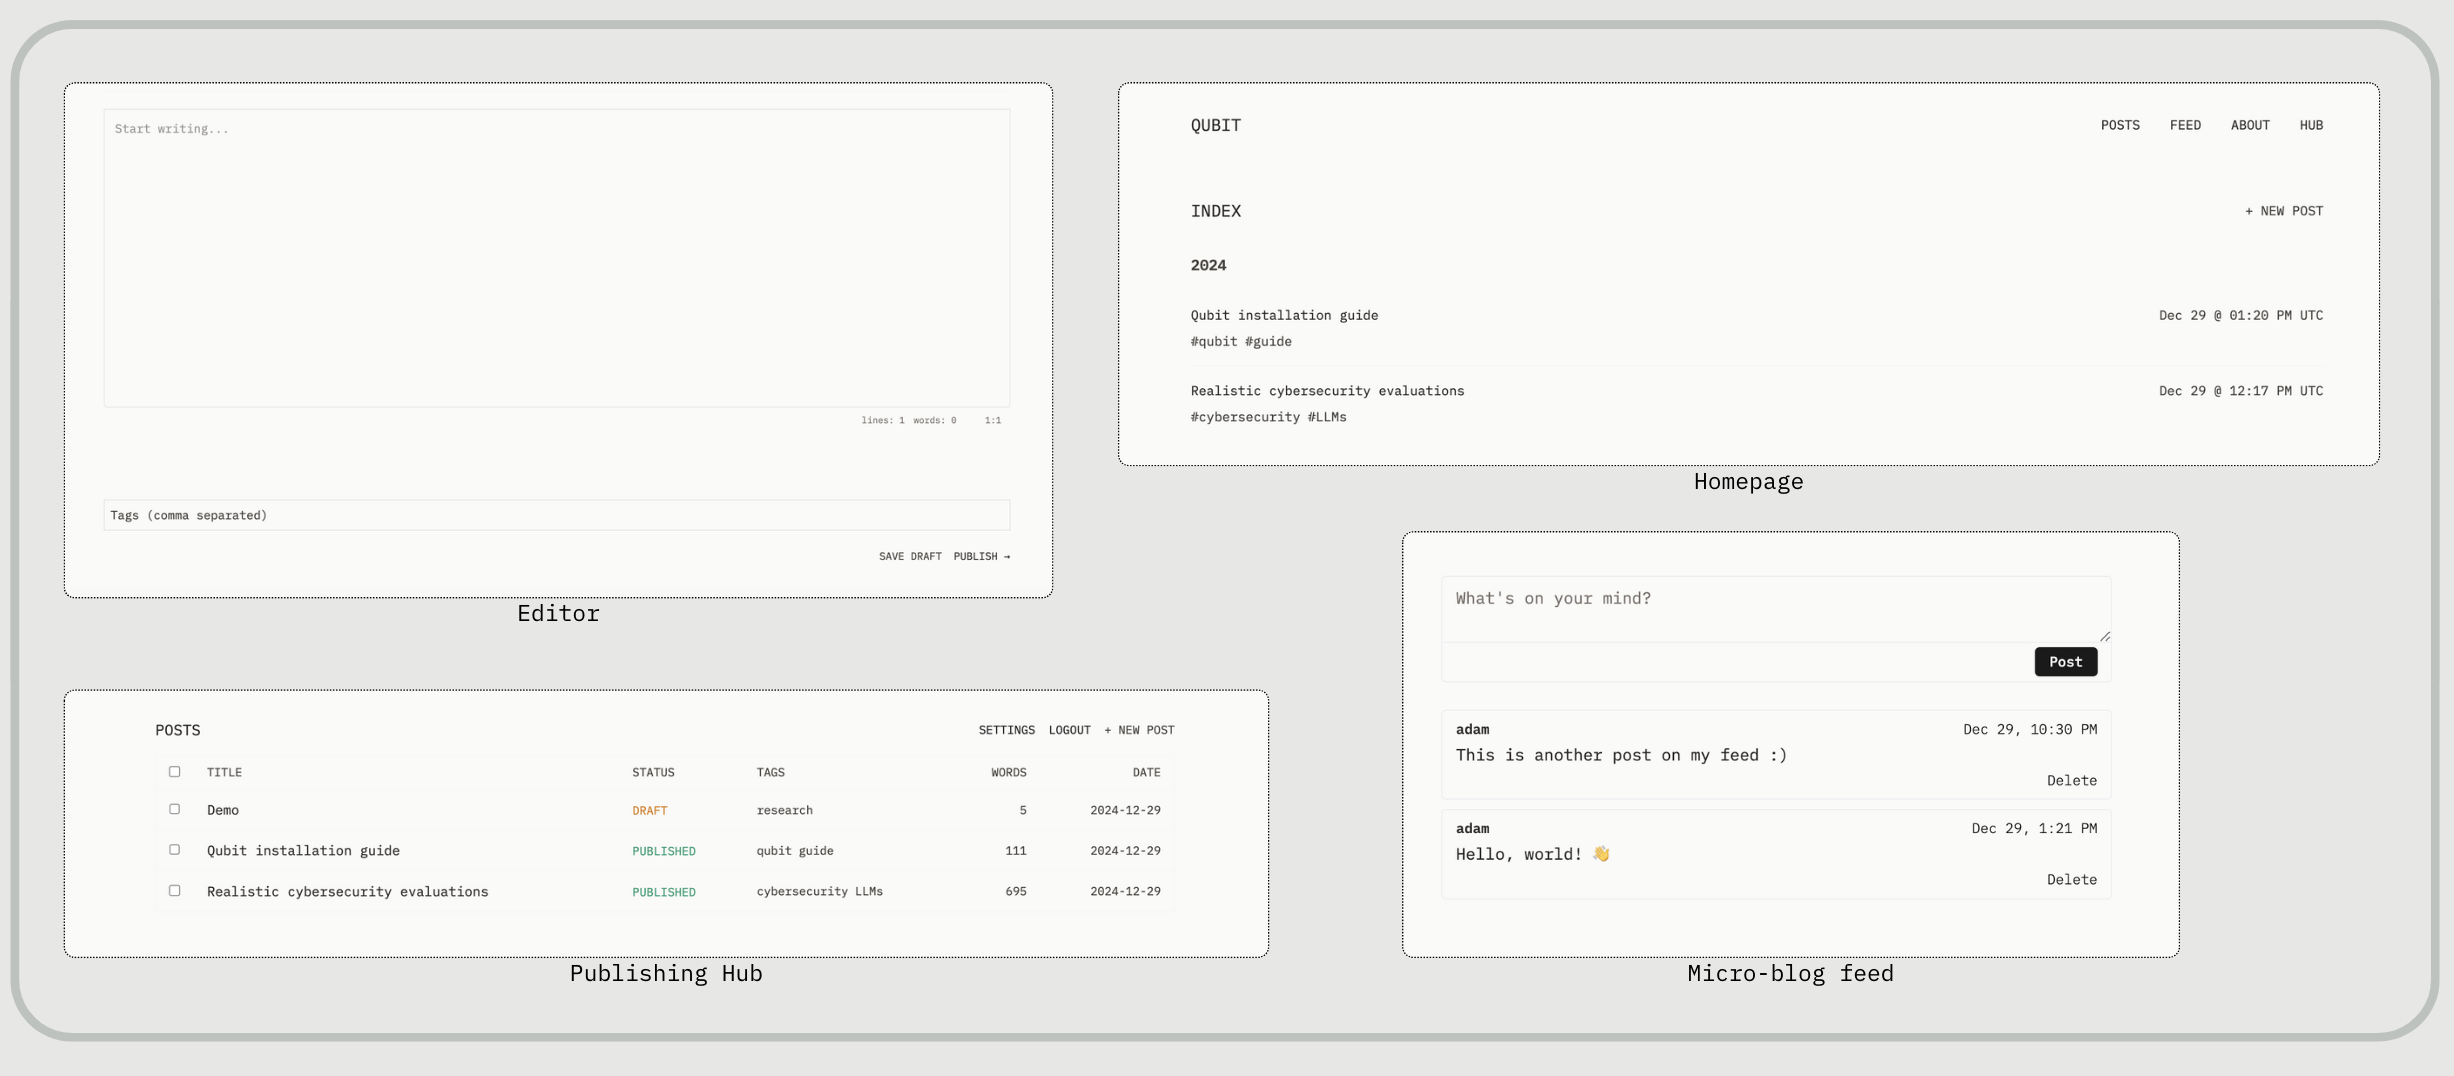 Start writing...
lines: 1 words: 0 1:1
Tags (comma separated)
SAVE DRAFT PUBLISH →
Editor
QUBIT POSTS FEED ABOUT HUB
INDEX + NEW POST
2024
Qubit installation guide Dec 29 @ 01:20 PM UTC
#qubit #guide
Realistic cybersecurity evaluations Dec 29 @ 12:17 PM UTC
#cybersecurity #LLMs
Homepage
POSTS SETTINGS LOGOUT + NEW POST
TITLE STATUS TAGS WORDS DATE
Demo DRAFT research 5 2024-12-29
Qubit installation guide PUBLISHED qubit guide 111 2024-12-29
Realistic cybersecurity evaluations PUBLISHED cybersecurity LLMs 695 2024-12-29
Publishing Hub
What's on your mind?
Post
adam Dec 29, 10:30 PM
This is another post on my feed :)
Delete
adam Dec 29, 1:21 PM
Hello, world! 👋
Delete
Micro-blog feed